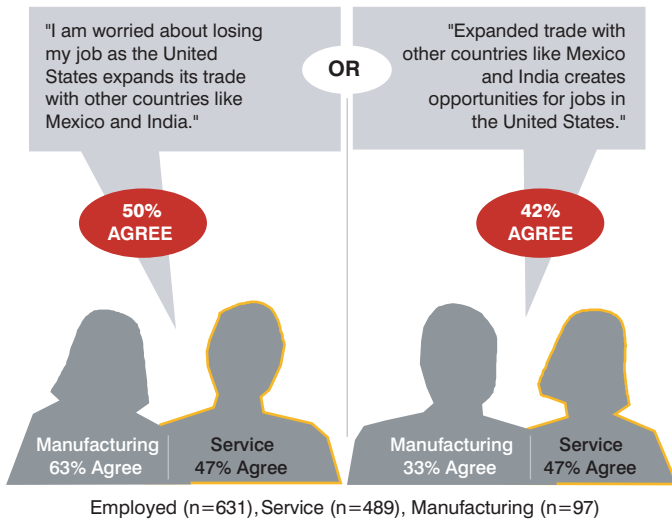 "I am worried about losing
my job as the United
States expands its trade
with other countries like
Mexico and India."
OR
"Expanded trade with
other countries like Mexico
and India creates
opportunities for jobs in
the United States."
50%
AGREE
42%
AGREE
Manufacturing
63% Agree
Service
47% Agree
Manufacturing
33% Agree
Service
47% Agree
Employed (n=631), Service (n=489), Manufacturing (n=97)